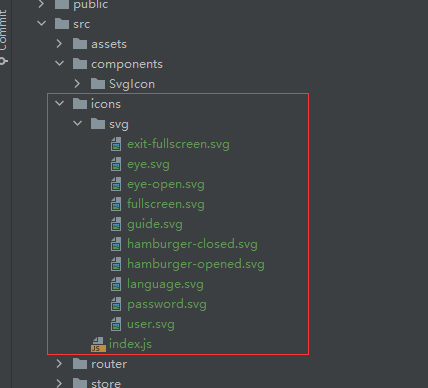 Commit
public
src
assets
components
SvgIcon
icons
svg
exit-fullscreen.svg
eye.svg
eye-open.svg
fullscreen.svg
guide.svg
hamburger-closed.svg
hamburger-opened.svg
language.svg
password.svg
user.svg
JS index.js
router
store